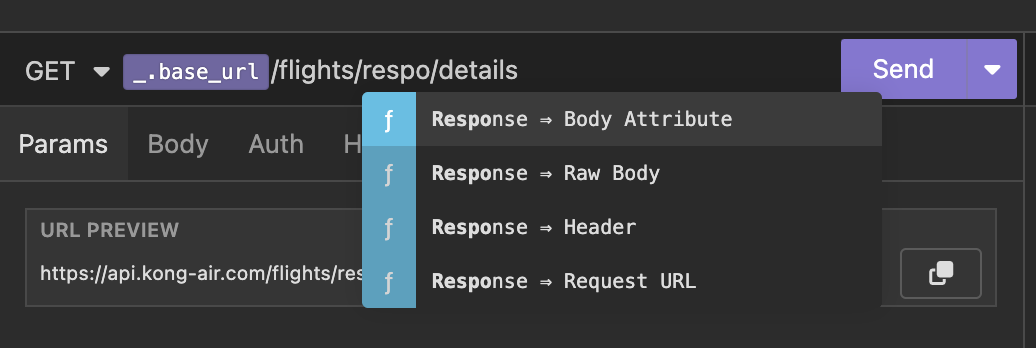 GET _.base_url /flights/respo/details Send
ƒ Response ⇒ Body Attribute
Params Body Auth H
ƒ Response ⇒ Raw Body
URL PREVIEW
ƒ Response ⇒ Header
https://api.kong-air.com/flights/res
ƒ Response ⇒ Request URL